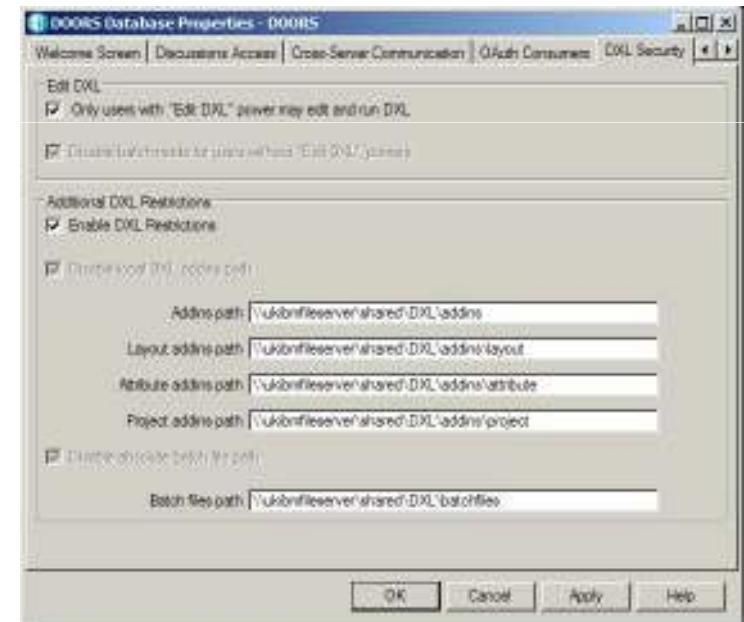 DOORS Database Properties - DOORS
Welcome Screen Discussions Access Cross-Server Communication OAuth Consumers DXL Security
Edit DXL
Only users with "Edit DXL" power may edit and run DXL
Disable batch mode for users without "Edit DXL" power
Additional DXL Restrictions
Enable DXL Restrictions
Disable local DXL addins path
Addins path \\ukibmfileserver\shared\DXL\addins
Layout addins path \\ukibmfileserver\shared\DXL\addins\layout
Attribute addins path \\ukibmfileserver\shared\DXL\addins\attribute
Project addins path \\ukibmfileserver\shared\DXL\addins\project
Disable absolute batch file path
Batch files path \\ukibmfileserver\shared\DXL\batchfiles
OK Cancel Apply Help